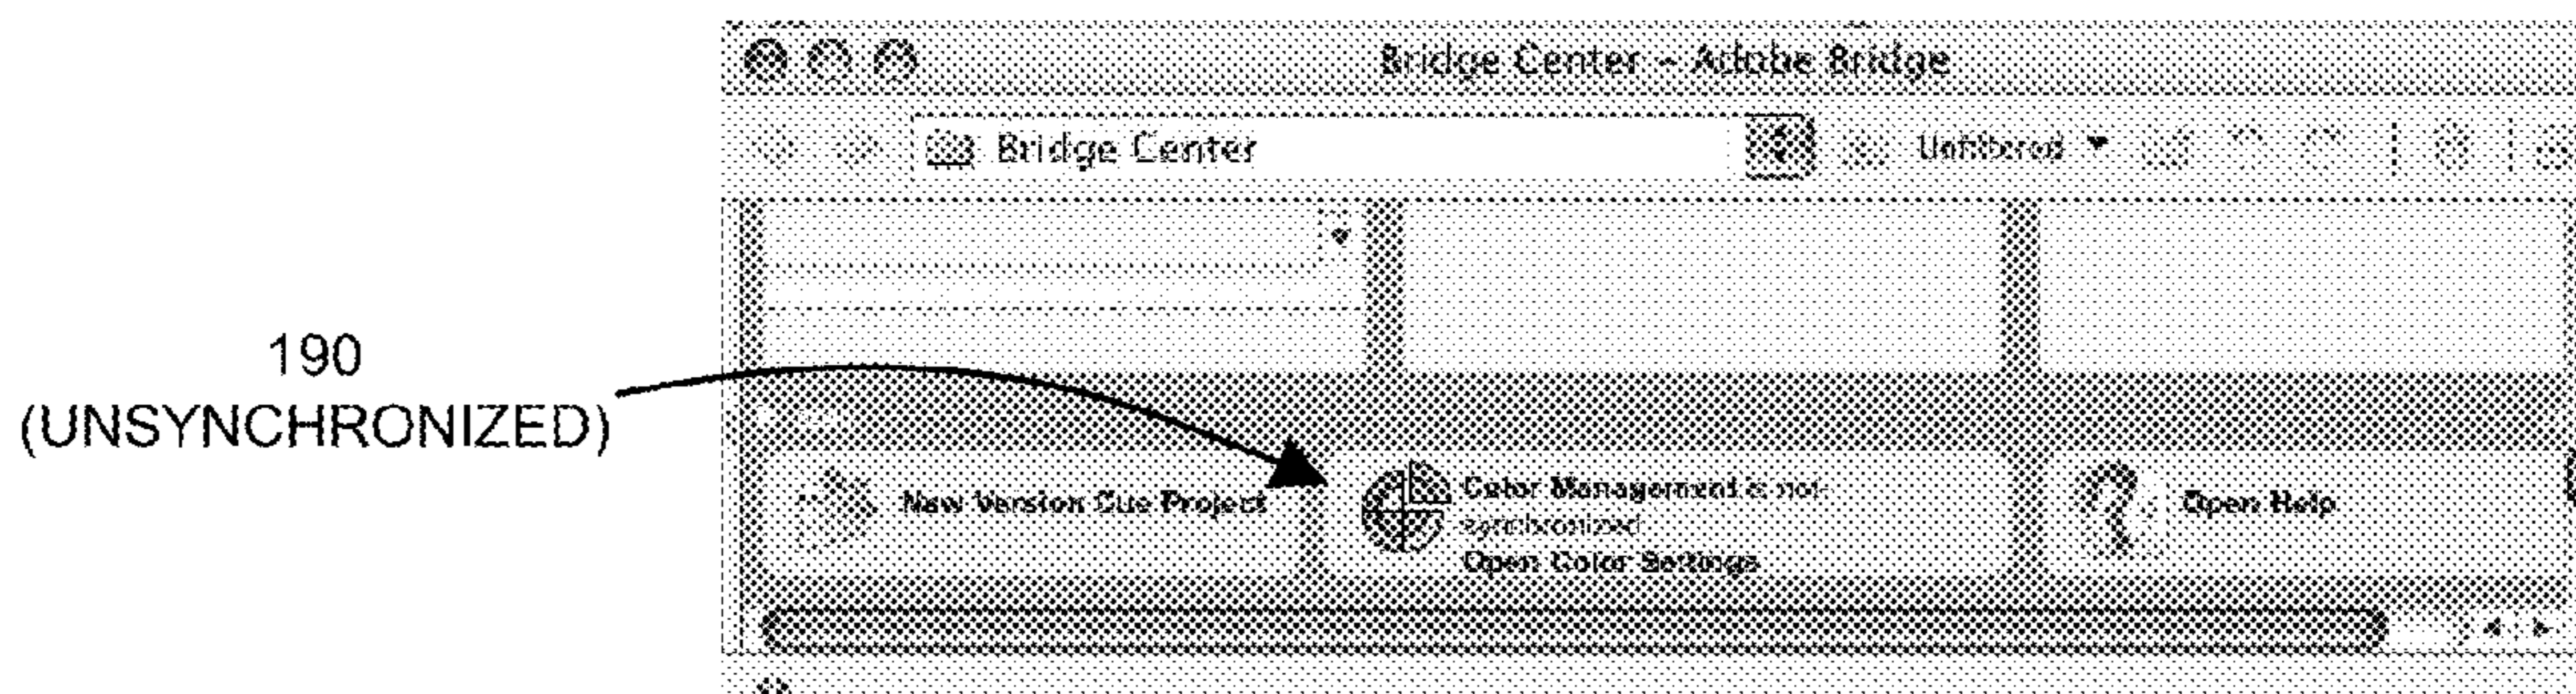 Bridge Center – Adobe Bridge
Bridge Center
Unfiltered
190
(UNSYNCHRONIZED)
New Version Cue Project
Color Management is not
synchronized
Open Color Settings
Open Help